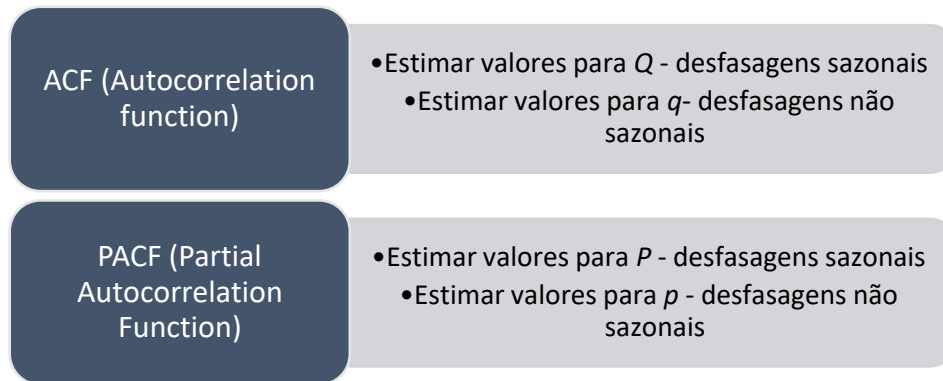 ACF (Autocorrelation
function)
•Estimar valores para Q - desfasagens sazonais
•Estimar valores para q- desfasagens não
sazonais
PACF (Partial
Autocorrelation
Function)
•Estimar valores para P - desfasagens sazonais
•Estimar valores para p - desfasagens não
sazonais